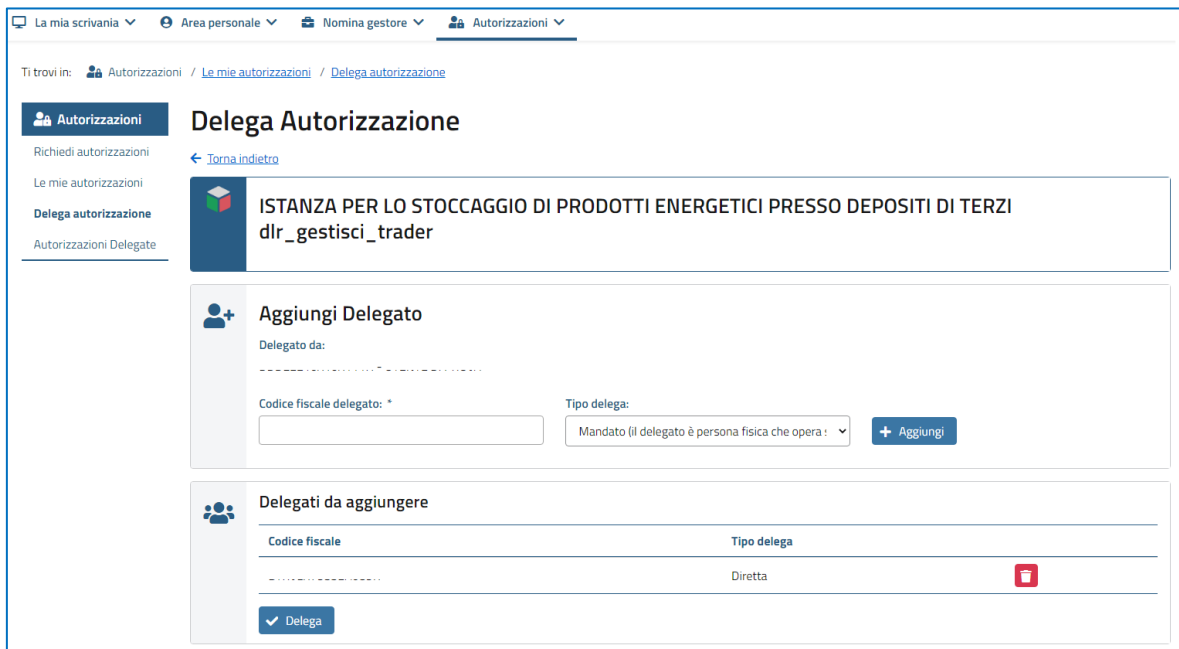 La mia scrivania Area personale Nomina gestore Autorizzazioni
Ti trovi in: Autorizzazioni / Le mie autorizzazioni / Delega autorizzazione
Autorizzazioni
Richiedi autorizzazioni
Le mie autorizzazioni
Delega autorizzazione
Autorizzazioni Delegate
Delega Autorizzazione
Torna indietro
ISTANZA PER LO STOCCAGGIO DI PRODOTTI ENERGETICI PRESSO DEPOSITI DI TERZI
dlr_gestisci_trader
Aggiungi Delegato
Delegato da:
Codice fiscale delegato: * Tipo delega:
Mandato (il delegato è persona fisica che opera + Aggiungi
Delegati da aggiungere
Codice fiscale Tipo delega
Diretta
Delega